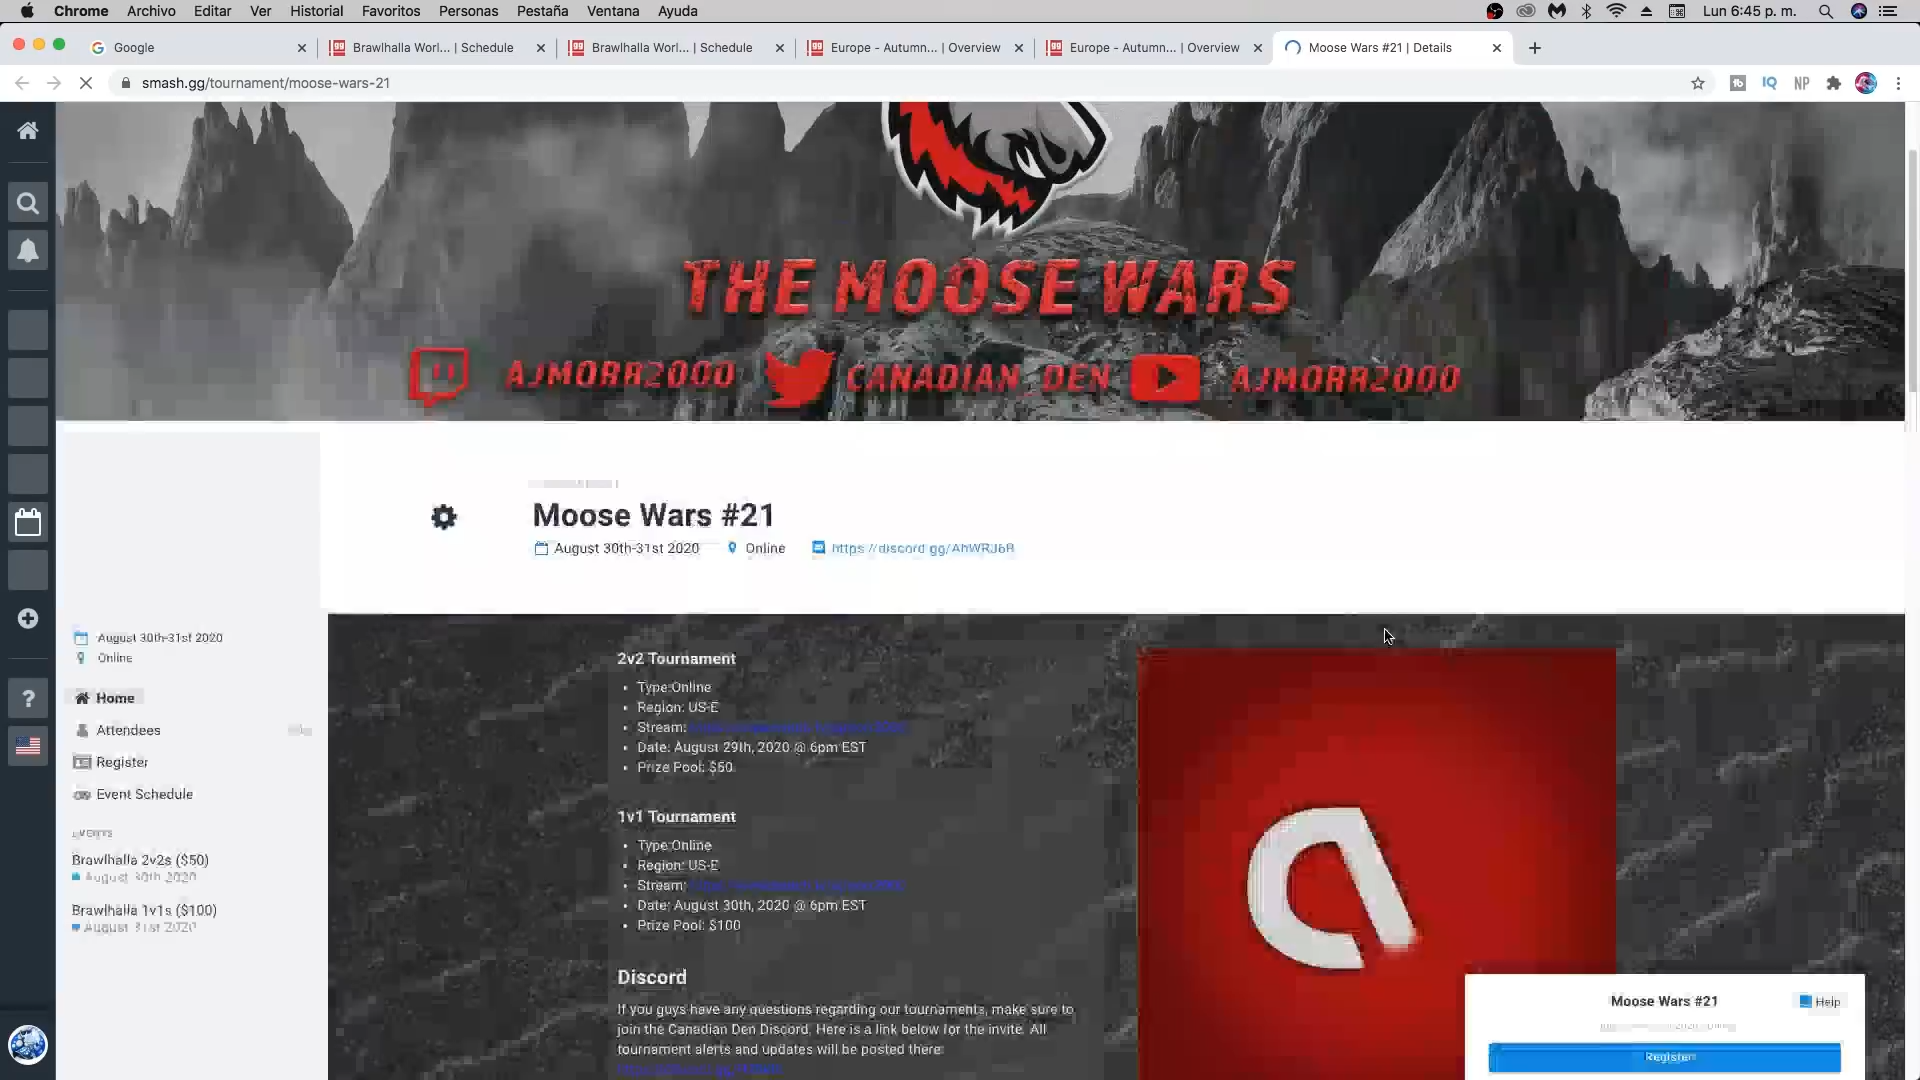 Chrome Archivo Editar Ver Historial Favoritos Personas Pestaña Ventana Ayuda Lun 6:45 p. m.
Google Brawlhalla Worl... | Schedule Brawlhalla Worl... | Schedule Europe - Autumn... | Overview Europe - Autumn... | Overview Moose Wars #21 | Details
smash.gg/tournament/moose-wars-21 IQ NP
THE MOOSE WARS
AJMORR2000 CANADIAN_DEN AJMORR2000
Moose Wars #21
August 30th-31st 2020 Online
August 30th-31st 2020
Online
Home
Attendees
Register
Event Schedule
Brawlhalla 2v2s ($50)
August 30th 2020
Brawlhalla 1v1s ($100)
August 31st 2020
2v2 Tournament
Type:Online
Region: US-E
Stream:
Date: August 29th, 2020 @ 6pm EST
Prize Pool: $50
1v1 Tournament
Type:Online
Region: US-E
Stream:
Date: August 30th, 2020 @ 6pm EST
Prize Pool: $100
Discord
If you guys have any questions regarding our tournaments, make sure to
join the Canadian Den Discord. Here is a link below for the invite. All
tournament alerts and updates will be posted there
Moose Wars #21
Help
Register